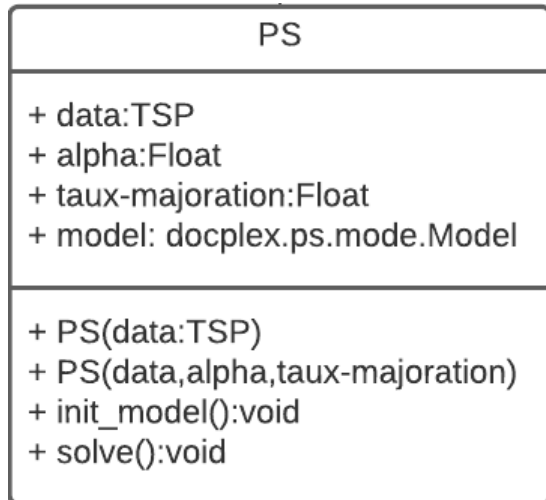 PS
+ data:TSP
+ alpha:Float
+ taux-majoration:Float
+ model: docplex.ps.mode.Model
+ PS(data:TSP)
+ PS(data,alpha,taux-majoration)
+ init_model():void
+ solve():void